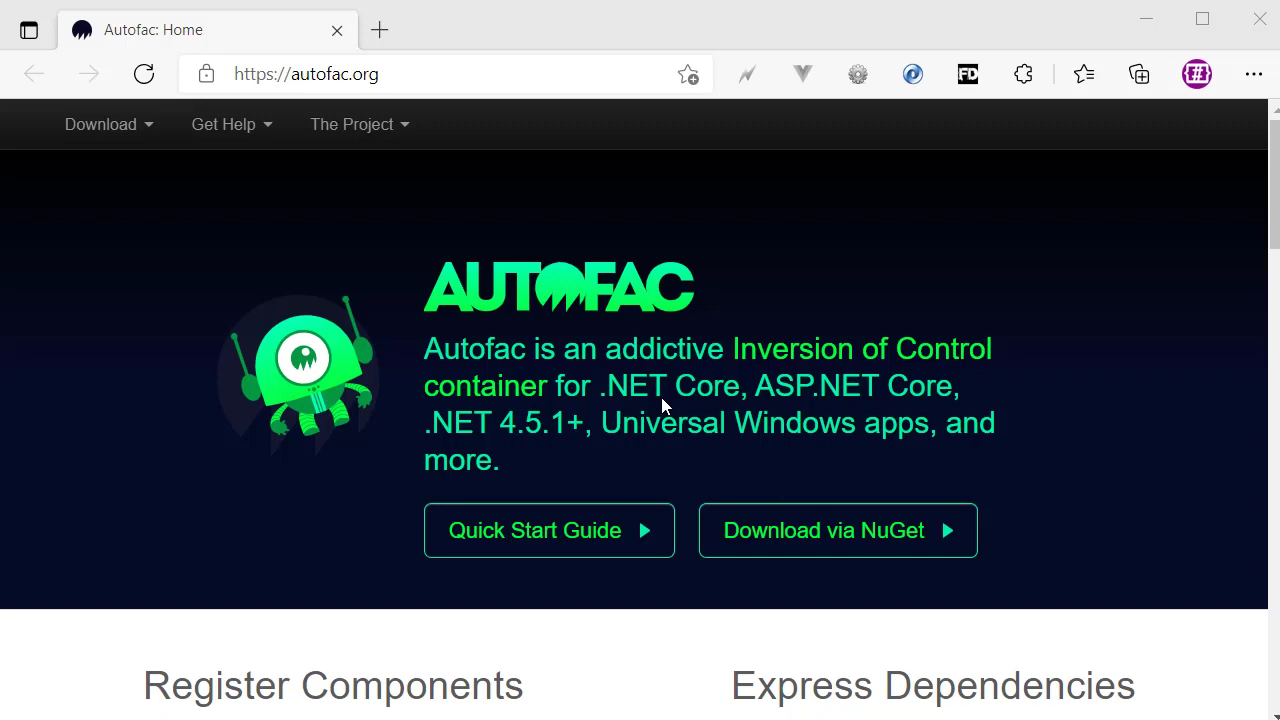 Autofac: Home
https://autofac.org
FD
{#}
Download
Get Help
The Project
AUTOFAC
Autofac is an addictive Inversion of Control
container for .NET Core, ASP.NET Core,
.NET 4.5.1+, Universal Windows apps, and
more.
Quick Start Guide
Download via NuGet
Register Components
Express Dependencies